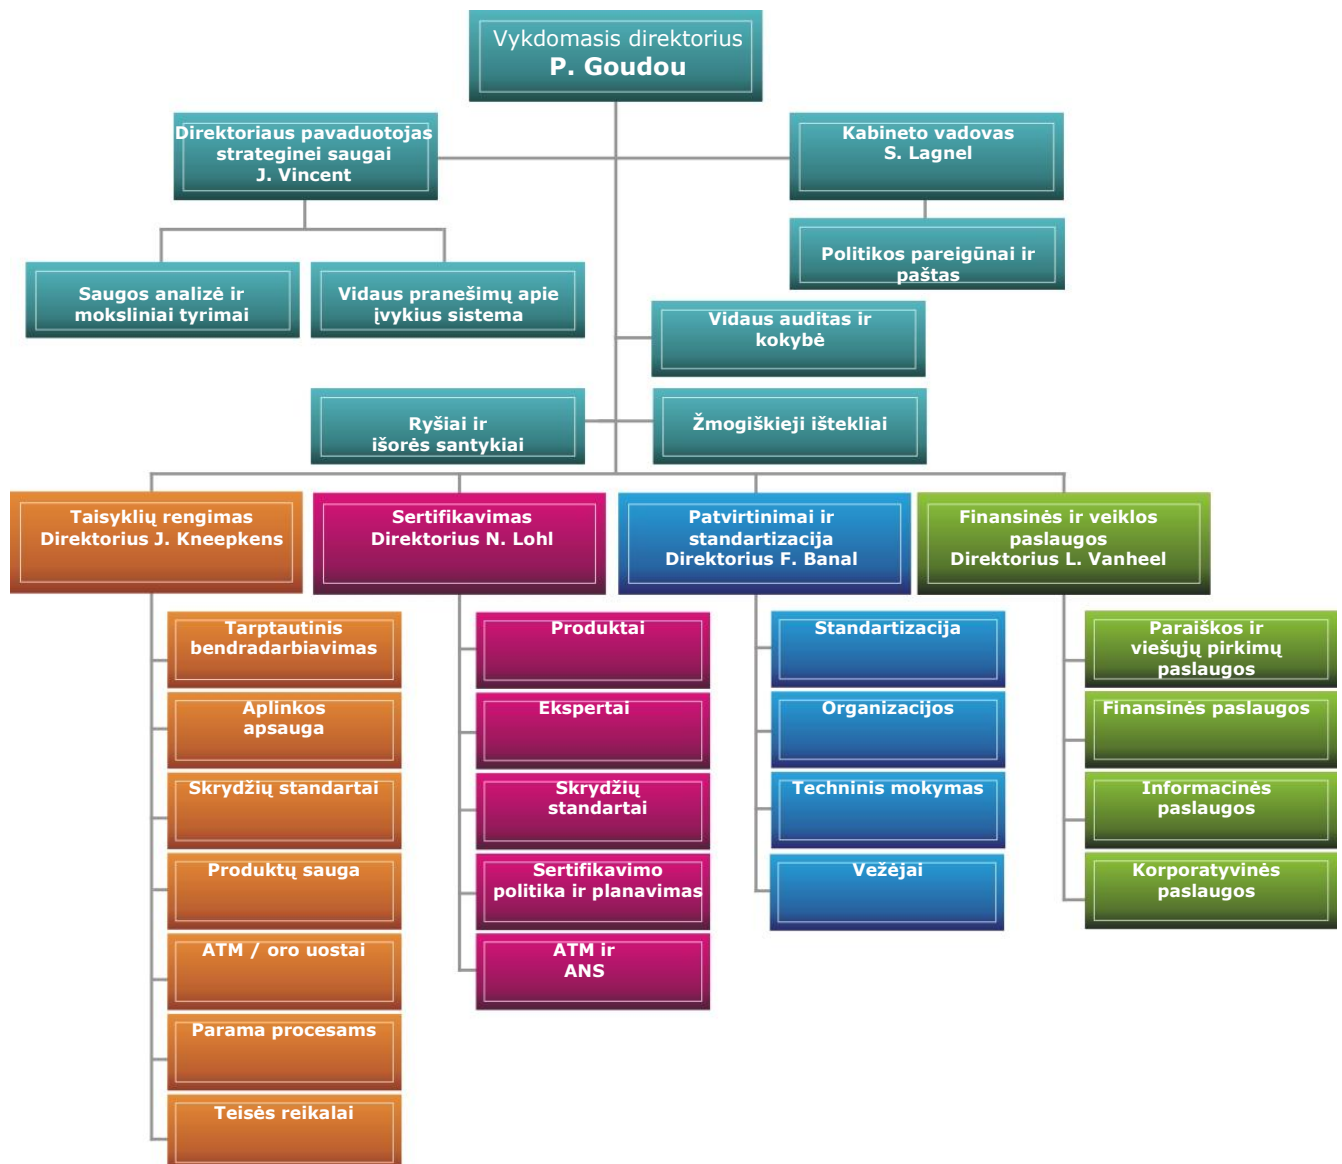 Vykdomasis direktorius
P. Goudou
Direktoriaus pavaduotojas
strateginei saugai
J. Vincent
Kabineto vadovas
S. Lagnel
Politikos pareigūnai ir
paštas
Saugos analizė ir
moksliniai tyrimai
Vidaus pranešimų apie
įvykius sistema
Vidaus auditas ir
kokybė
Ryšiai ir
išorės santykiai
Žmogiškieji ištekliai
Taisyklių rengimas
Direktorius J. Kneepkens
Tarptautinis
bendradarbiavimas
Aplinkos
apsauga
Skrydžių standartai
Produktų sauga
ATM / oro uostai
Parama procesams
Teisės reikalai
Sertifikavimas
Direktorius N. Lohl
Produktai
Ekspertai
Skrydžių
standartai
Sertifikavimo
politika ir planavimas
ATM ir
ANS
Patvirtinimai ir
standartizacija
Direktorius F. Banal
Standartizacija
Organizacijos
Techninis mokymas
Vežėjai
Finansinės ir veiklos
paslaugos
Direktorius L. Vanheel
Paraiškos ir
viešųjų pirkimų
paslaugos
Finansinės paslaugos
Informacinės
paslaugos
Korporatyvinės
paslaugos